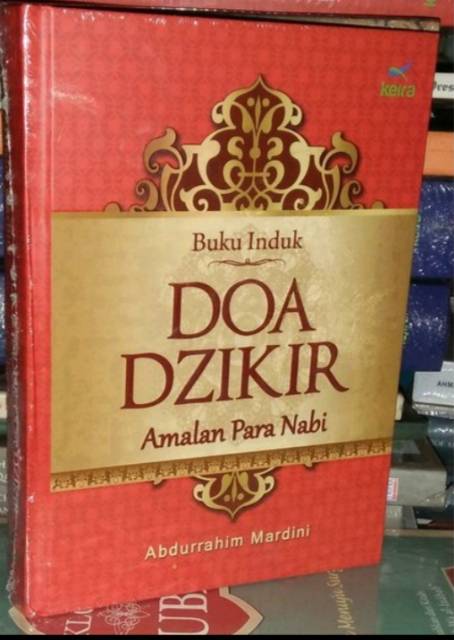 keira
Buku Induk
DOA
DZIKIR
Amalan Para Nabi
Abdurrahim Mardini